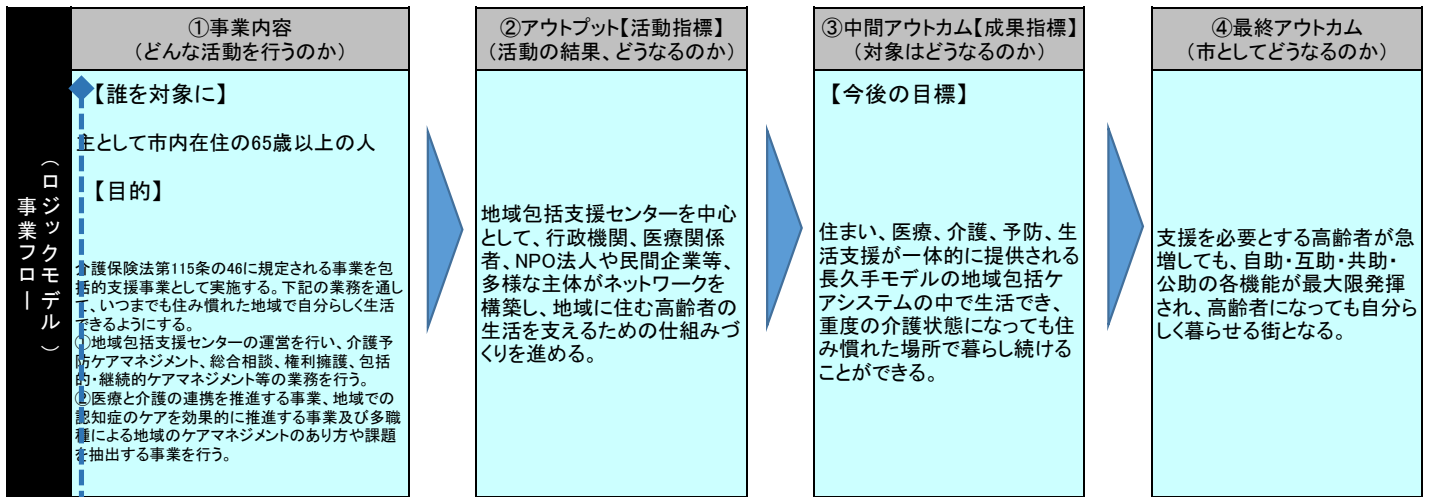 事業フロー
(ロジックモデル)
①事業内容
(どんな活動を行うのか)
【誰を対象に】
主として市内在住の65歳以上の人
【目的】
介護保険法第115条の46に規定される事業を包
括的支援事業として実施する。下記の業務を通し
て、いつまでも住み慣れた地域で自分らしく生活
できるようにする。
①地域包括支援センターの運営を行い、介護予
防ケアマネジメント、総合相談、権利擁護、包括
的・継続的ケアマネジメント等の業務を行う。
②医療と介護の連携を推進する事業、地域での
認知症のケアを効果的に推進する事業及び多職
種による地域のケアマネジメントのあり方や課題
を抽出する事業を行う。
②アウトプット【活動指標】
(活動の結果、どうなるのか)
地域包括支援センターを中心
として、行政機関、医療関係
者、NPO法人や民間企業等、
多様な主体がネットワークを
構築し、地域に住む高齢者の
生活を支えるための仕組みづ
くりを進める。
③中間アウトカム【成果指標】
(対象はどうなるのか)
【今後の目標】
住まい、医療、介護、予防、生
活支援が一体的に提供される
長久手モデルの地域包括ケ
アシステムの中で生活でき、
重度の介護状態になっても住
み慣れた場所で暮らし続ける
ことができる。
④最終アウトカム
(市としてどうなるのか)
支援を必要とする高齢者が急
増しても、自助・互助・共助・
公助の各機能が最大限発揮
され、高齢者になっても自分ら
しく暮らせる街となる。